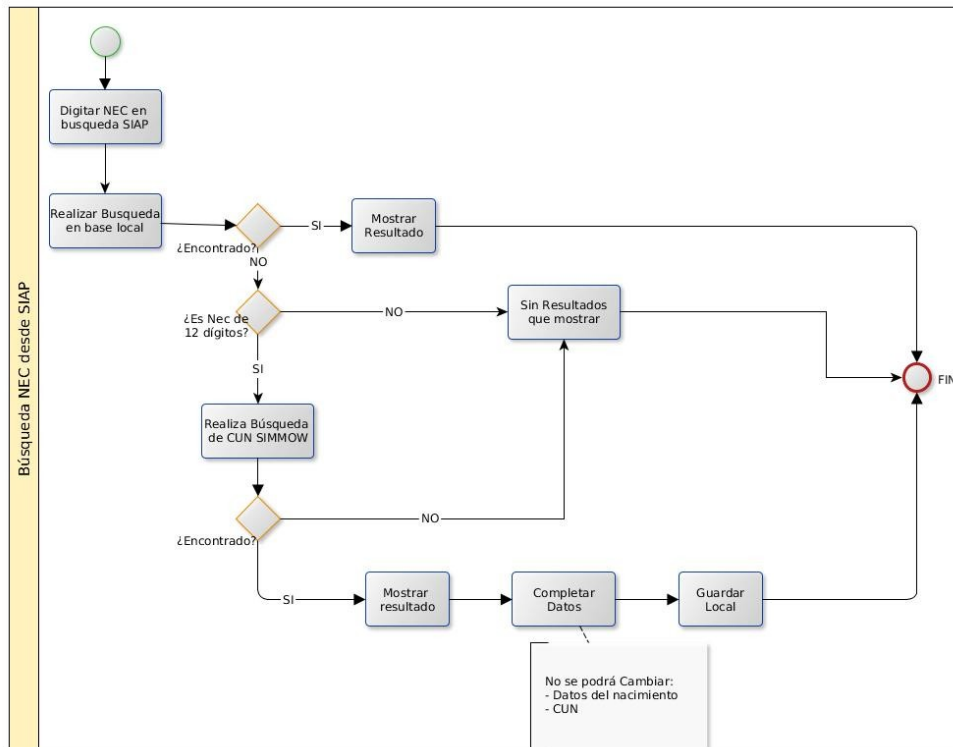 Búsqueda NEC desde SIAP
Digitar NEC en
busqueda SIAP
Realizar Busqueda
en base local
¿Encontrado?
SI
Mostrar
Resultado
NO
¿Es Nec de
12 dígitos?
NO
Sin Resultados
que mostrar
FIN
SI
Realiza Búsqueda
de CUN SIMMOW
¿Encontrado?
NO
SI
Mostrar
resultado
Completar
Datos
Guardar
Local
No se podrá Cambiar:
- Datos del nacimiento
- CUN